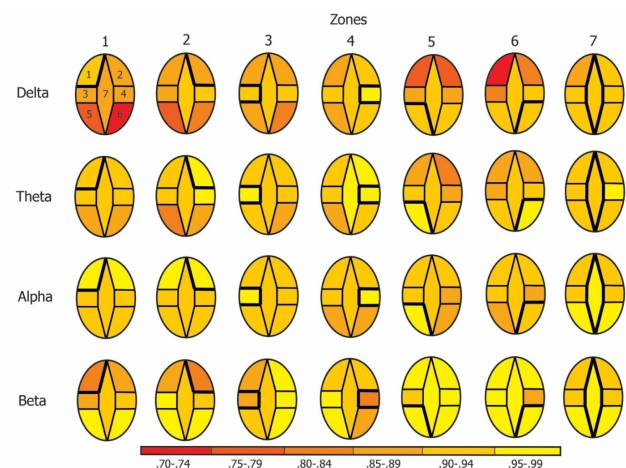 Zones
1 2 3 4 5 6 7
Delta
1 2
3 7 4
5 6
Theta
Alpha
Beta
.70-.74 .75-.79 .80-.84 .85-.89 .90-.94 .95-.99